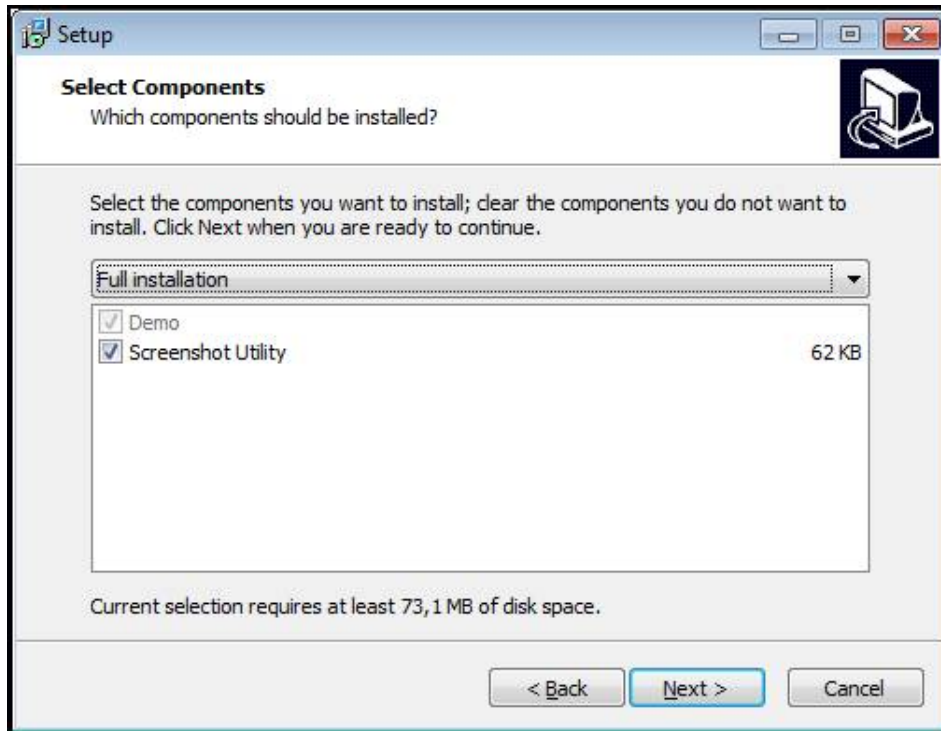 Setup
Select Components
Which components should be installed?
Select the components you want to install; clear the components you do not want to
install. Click Next when you are ready to continue.
Full installation
Demo
Screenshot Utility 62 KB
Current selection requires at least 73,1 MB of disk space.
< Back Next > Cancel